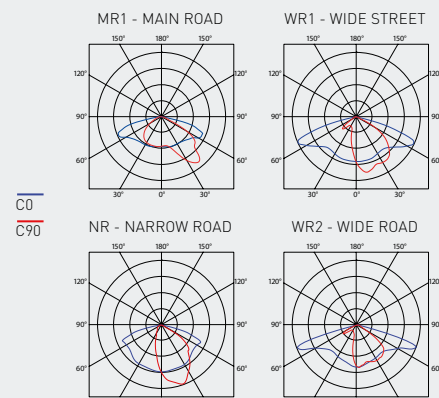 MR1 - MAIN ROAD
150° 180° 150°
120° 120°
90° 90°
60° 60°
30° 0° 30°
WR1 - WIDE STREET
150° 180° 150°
120° 120°
90° 90°
60° 60°
30° 0° 30°
C0
C90
NR - NARROW ROAD
150° 180° 150°
120° 120°
90° 90°
60° 60°
WR2 - WIDE ROAD
150° 180° 150°
120° 120°
90° 90°
60° 60°